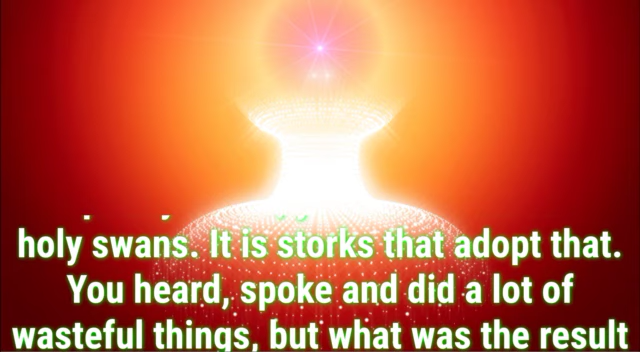 holy swans. It is storks that adopt that.
You heard, spoke and did a lot of
wasteful things, but what was the result